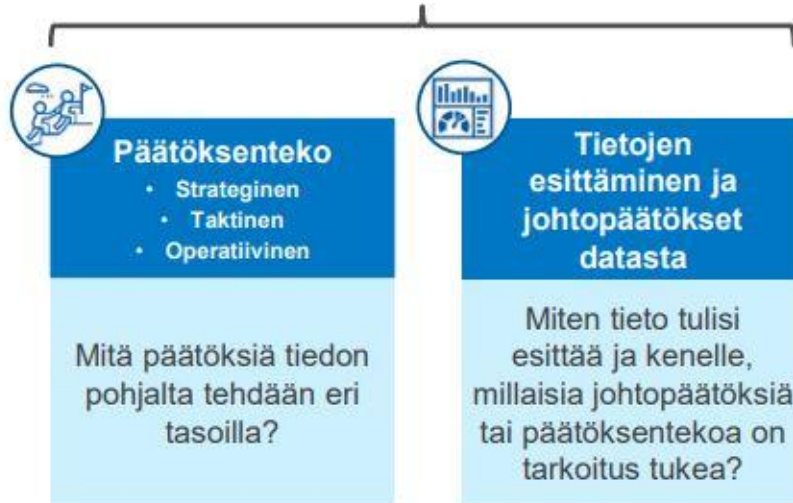 Päätöksenteko
• Strateginen
• Taktinen
• Operatiivinen
Mitä päätöksiä tiedon
pohjalta tehdään eri
tasoilla?
Tietojen
esittäminen ja
johtopäätökset
datasta
Miten tieto tulisi
esittää ja kenelle,
millaisia johtopäätöksiä
tai päätöksentekoa on
tarkoitus tukea?